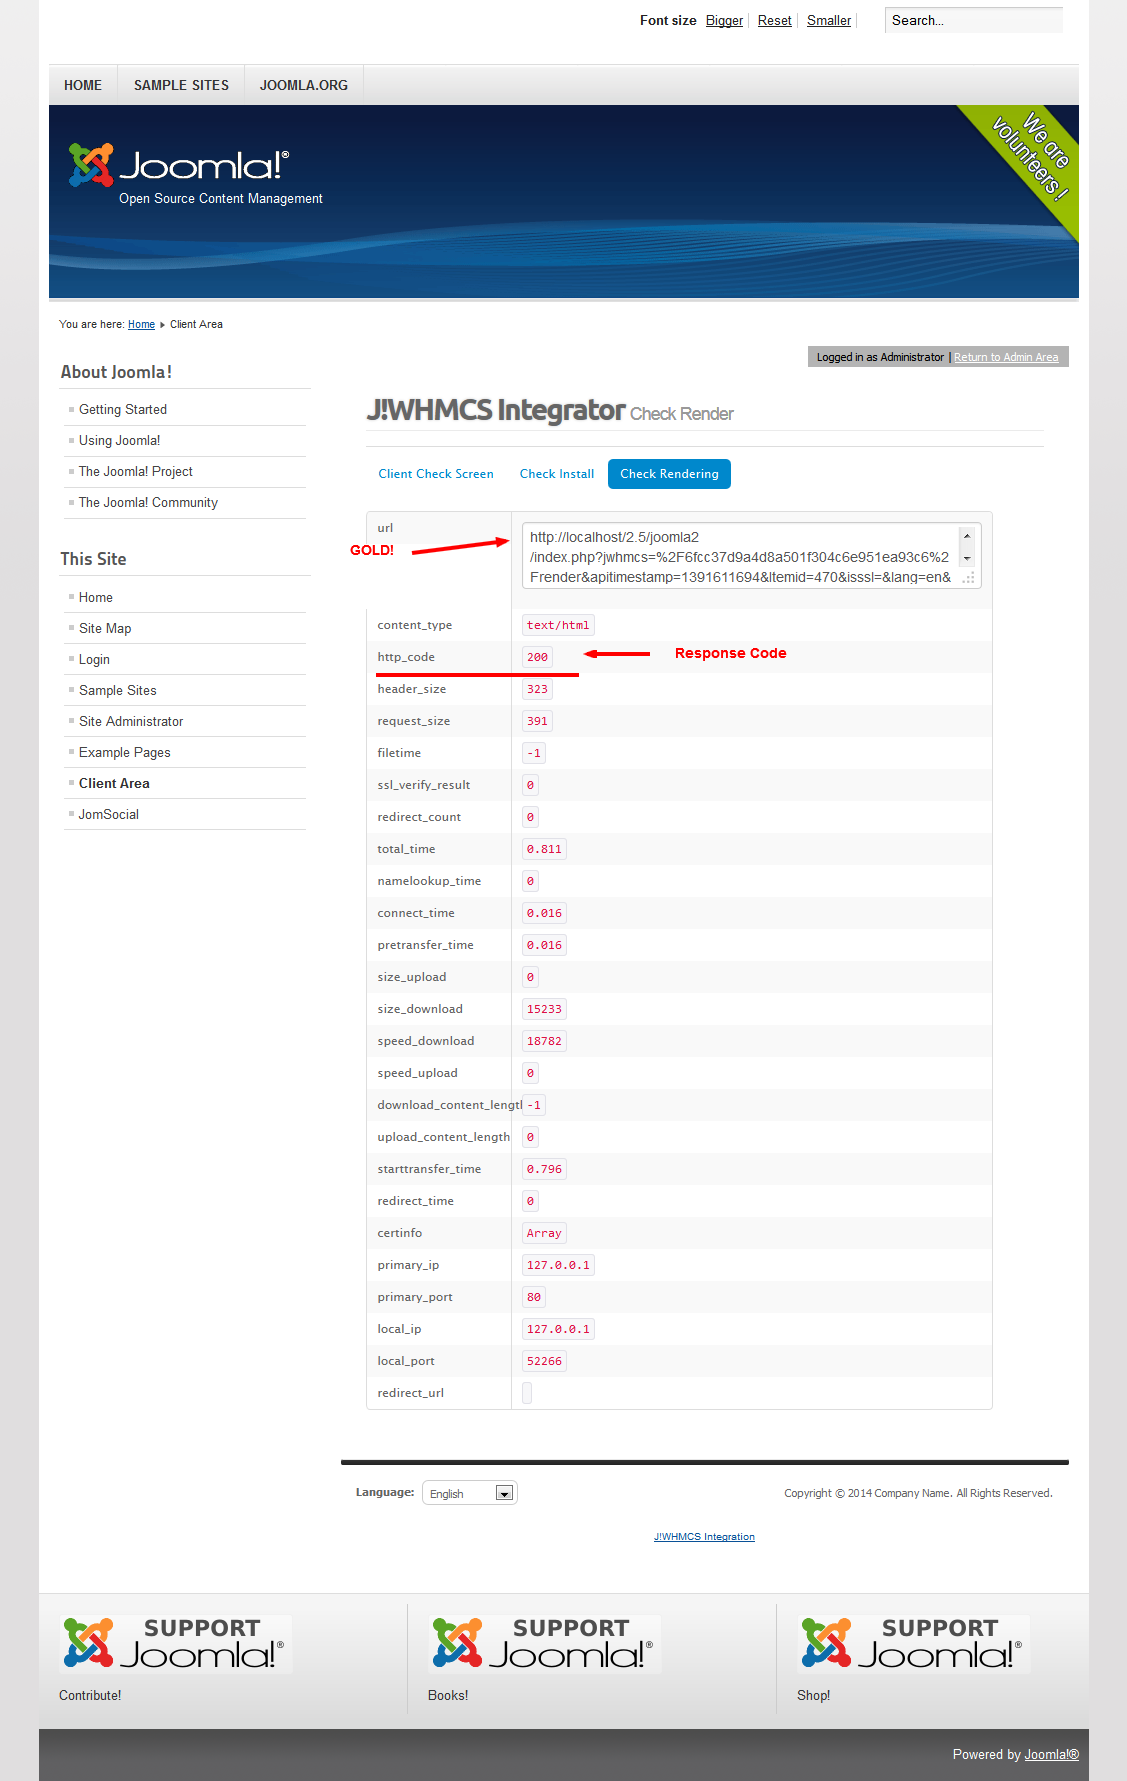 Font size Bigger Reset Smaller Search...
HOME SAMPLE SITES JOOMLA.ORG
We are
volunteers!
Joomla!®
Open Source Content Management
You are here: Home Client Area
Logged in as Administrator | Return to Admin Area
About Joomla!
Getting Started
Using Joomla!
The Joomla! Project
The Joomla! Community
This Site
Home
Site Map
Login
Sample Sites
Site Administrator
Example Pages
Client Area
JomSocial
J!WHMCS Integrator Check Render
Client Check Screen Check Install Check Rendering
url
GOLD!
http://localhost/2.5/joomla2
/index.php?jwhmcs=%2F6fcc37d9a4d8a501f304c6e951ea93c6%2
Frender&apitimestamp=1391611694&Itemid=470&isssl=&lang=en&
content_type text/html
http_code 200 Response Code
header_size 323
request_size 391
filetime -1
ssl_verify_result 0
redirect_count 0
total_time 0.811
namelookup_time 0
connect_time 0.016
pretransfer_time 0.016
size_upload 0
size_download 15233
speed_download 18782
speed_upload 0
download_content_length -1
upload_content_length 0
starttransfer_time 0.796
redirect_time 0
certinfo Array
primary_ip 127.0.0.1
primary_port 80
local_ip 127.0.0.1
local_port 52266
redirect_url
Language: English Copyright © 2014 Company Name. All Rights Reserved.
J!WHMCS Integration
SUPPORT
Joomla!®
Contribute!
SUPPORT
Joomla!®
Books!
SUPPORT
Joomla!®
Shop!
Powered by Joomla!®